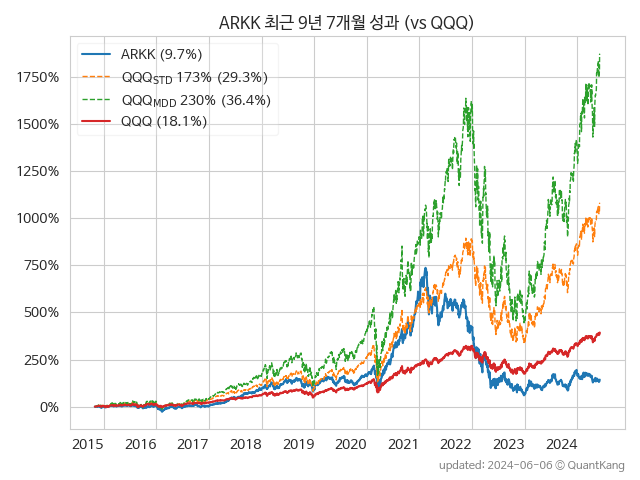 ARKK 최근 9년 7개월 성과 (vs QQQ)
ARKK (9.7%)
QQQSTD 173% (29.3%)
QQQMDD 230% (36.4%)
QQQ (18.1%)
1750%
1500%
1250%
1000%
750%
500%
250%
0%
2015 2016 2017 2018 2019 2020 2021 2022 2023 2024
updated: 2024-06-06 © QuantKang